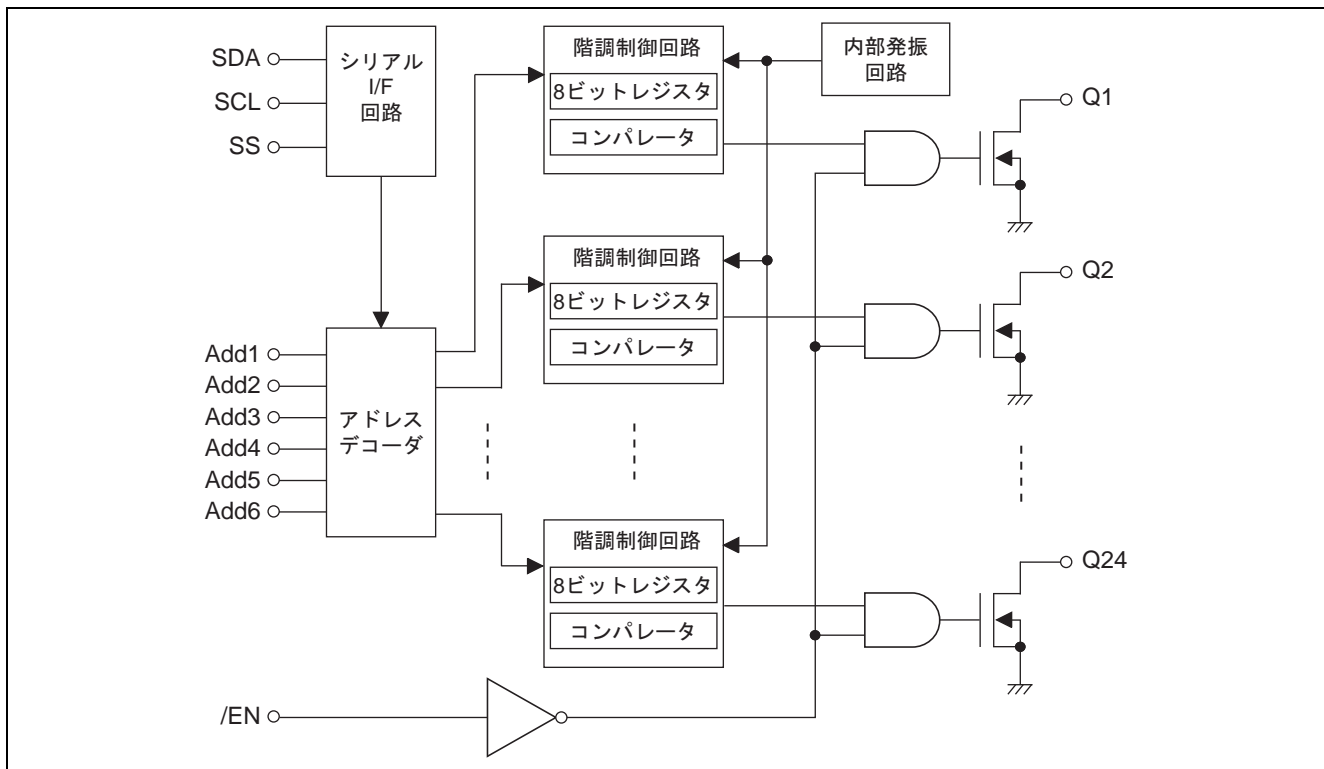 SDA
SCL
SS
シリアル
I/F
回路
階調制御回路
8ビットレジスタ
コンパレータ
内部発振
回路
Q1
階調制御回路
8ビットレジスタ
コンパレータ
Q2
Add1
Add2
Add3
Add4
Add5
Add6
アドレス
デコーダ
階調制御回路
8ビットレジスタ
コンパレータ
Q24
/EN